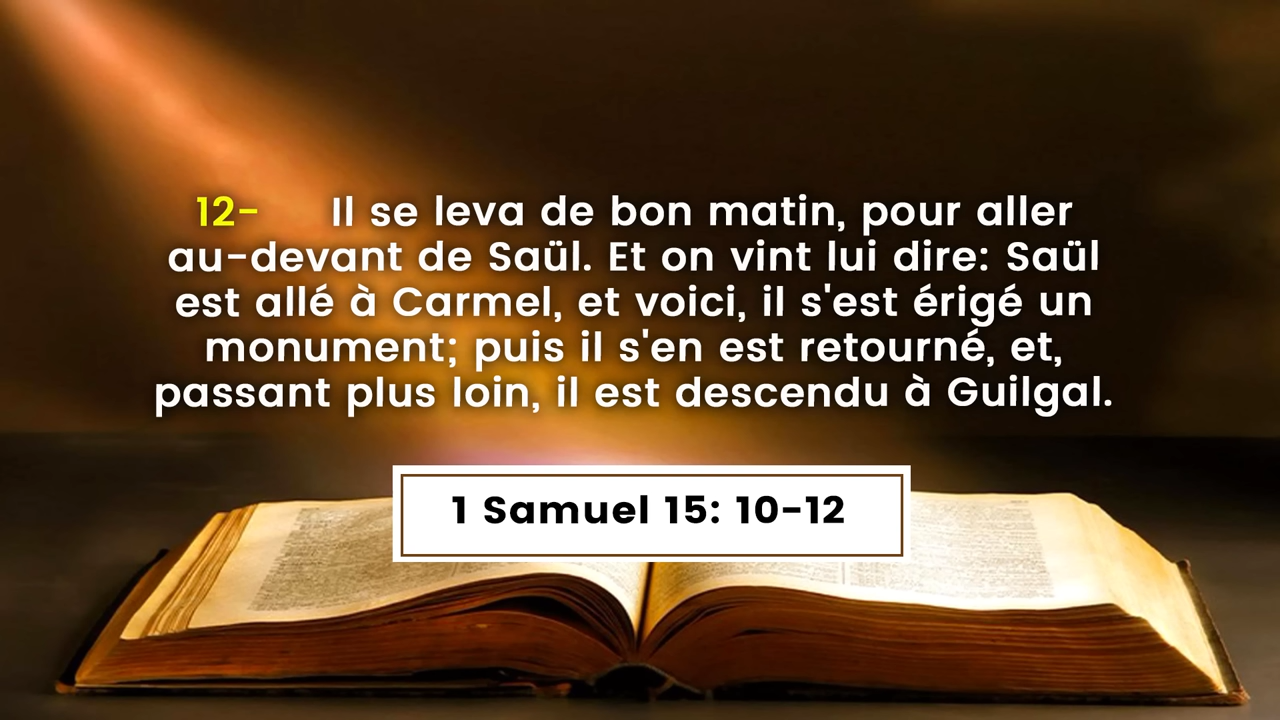 12- Il se leva de bon matin, pour aller
au-devant de Saül. Et on vint lui dire: Saül
est allé à Carmel, et voici, il s'est érigé un
monument; puis il s'en est retourné, et,
passant plus loin, il est descendu à Guilgal.
1 Samuel 15: 10-12